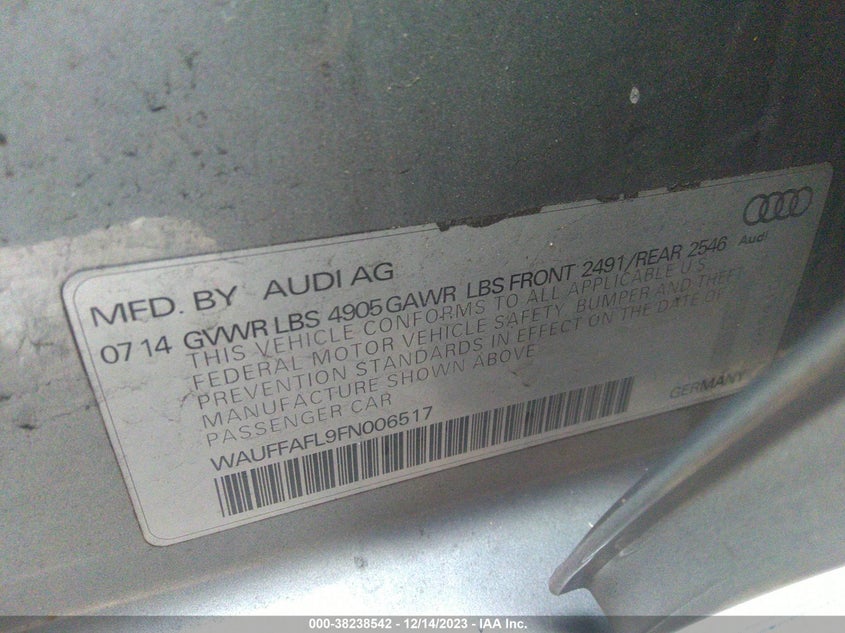 Audi
MFD. BY AUDI AG
07 14 GVWR LBS 4905 GAWR LBS FRONT 2491/REAR 2546
THIS VEHICLE CONFORMS TO ALL APPLICABLE U.S.
FEDERAL MOTOR VEHICLE SAFETY, BUMPER AND THEFT
PREVENTION STANDARDS IN EFFECT ON THE DATE OF
MANUFACTURE SHOWN ABOVE
PASSENGER CAR
GERMANY
WAUFFAFL9FN006517
000-38238542 - 12/14/2023 - IAA Inc.